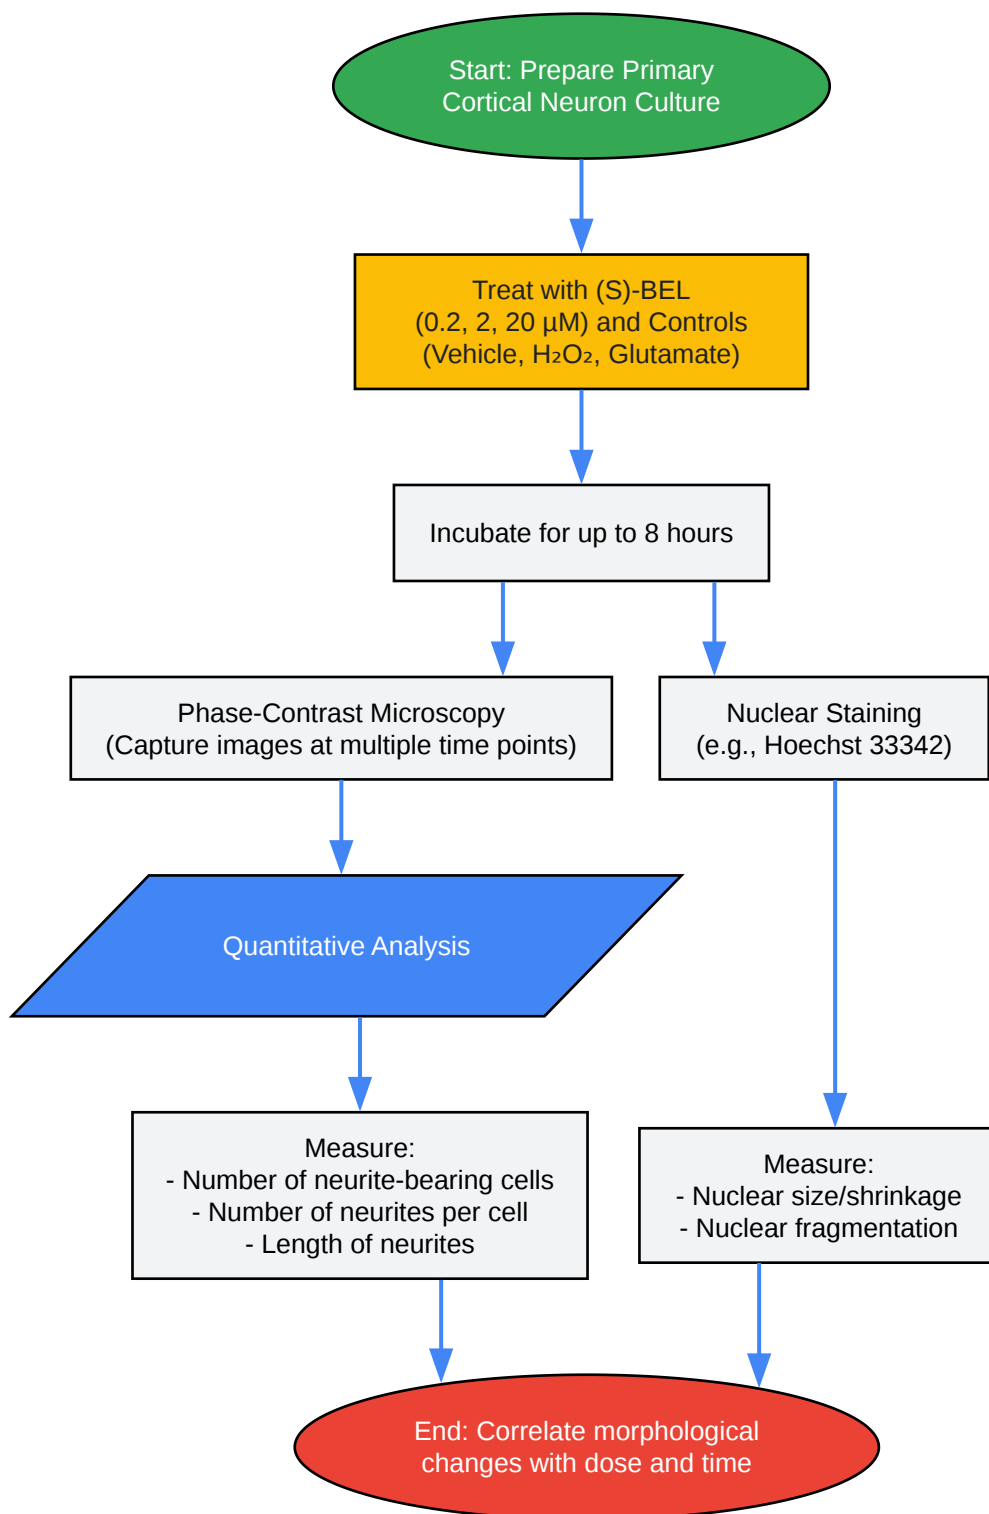 Start: Prepare Primary
Cortical Neuron Culture
Treat with (S)-BEL
(0.2, 2, 20 µM) and Controls
(Vehicle, H₂O₂, Glutamate)
Incubate for up to 8 hours
Phase-Contrast Microscopy
(Capture images at multiple time points)
Nuclear Staining
(e.g., Hoechst 33342)
Quantitative Analysis
Measure:
- Number of neurite-bearing cells
- Number of neurites per cell
- Length of neurites
Measure:
- Nuclear size/shrinkage
- Nuclear fragmentation
End: Correlate morphological
changes with dose and time